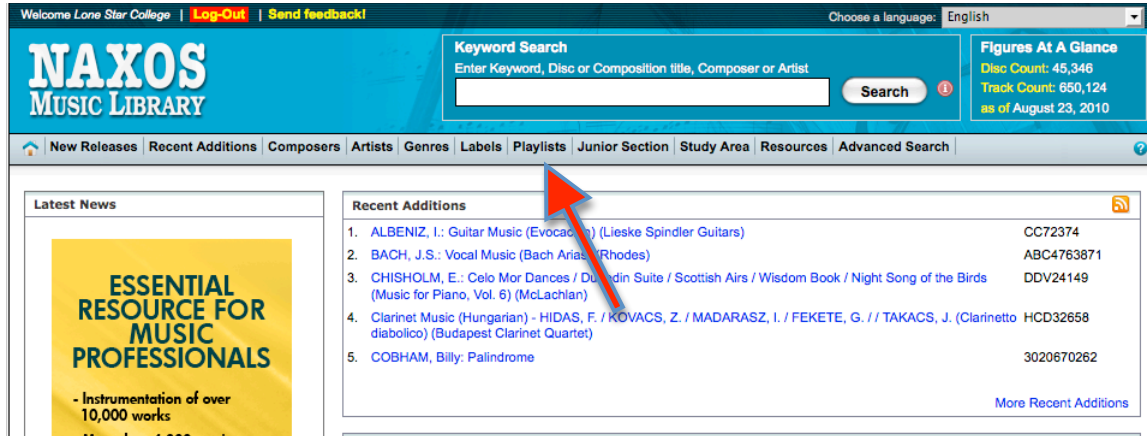 Welcome Lone Star College | Log-Out | Send feedback!
Choose a language: English
NAXOS
MUSIC LIBRARY
Keyword Search
Enter Keyword, Disc or Composition title, Composer or Artist
Search
Figures At A Glance
Disc Count: 45,346
Track Count: 650,124
as of August 23, 2010
New Releases | Recent Additions | Composers | Artists | Genres | Labels | Playlists | Junior Section | Study Area | Resources | Advanced Search
Latest News
ESSENTIAL
RESOURCE FOR
MUSIC
PROFESSIONALS
- Instrumentation of over
10,000 works
Recent Additions
1. ALBENIZ, I.: Guitar Music (Lieske Spindler Guitars) CC72374
2. BACH, J.S.: Vocal Music (Bach Arias) (Rhodes) ABC4763871
3. CHISHOLM, E.: Celo Mor Dances / Suite / Scottish Airs / Wisdom Book / Night Song of the Birds DDV24149
(Music for Piano, Vol. 6) (McLachlan)
4. Clarinet Music (Hungarian) - HIDAS, F. / KOVACS, Z. / MADARASZ, I. / FEKETE, G. / / TAKACS, J. (Clarinetto HCD32658
diabolico) (Budapest Clarinet Quartet)
5. COBHAM, Billy: Palindrome 3020670262
More Recent Additions